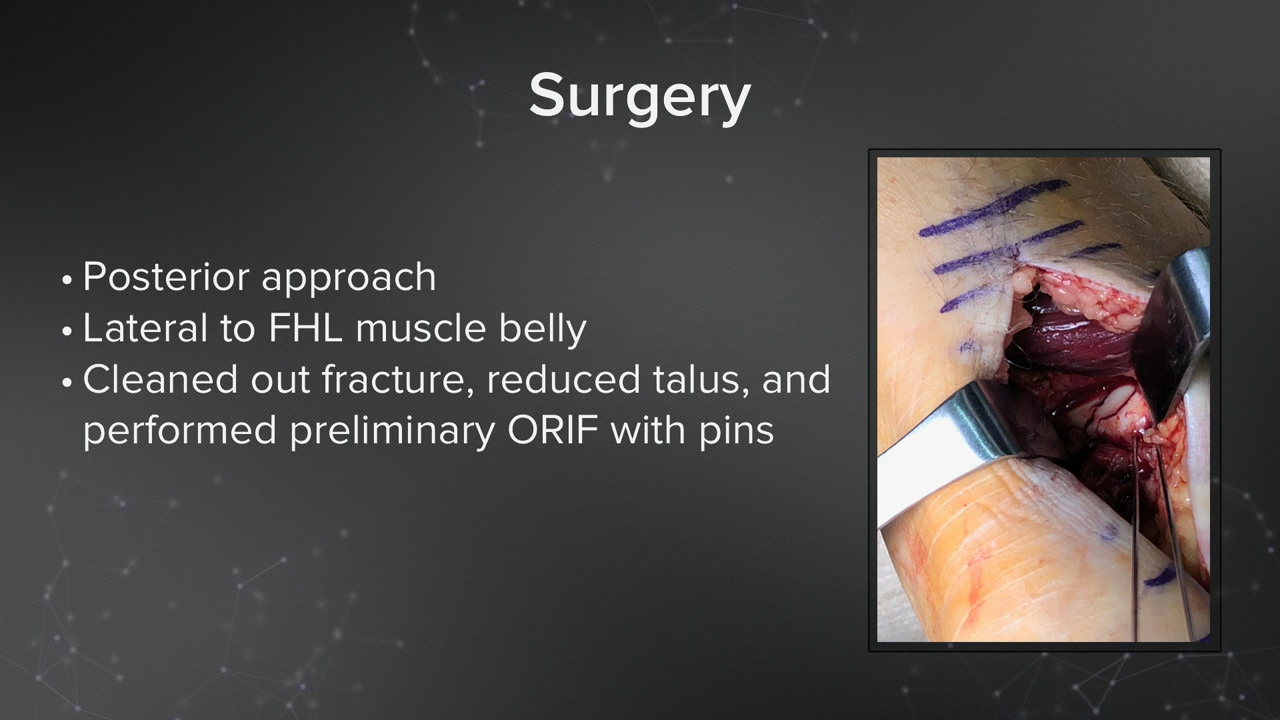 Surgery
• Posterior approach
• Lateral to FHL muscle belly
• Cleaned out fracture, reduced talus, and
performed preliminary ORIF with pins